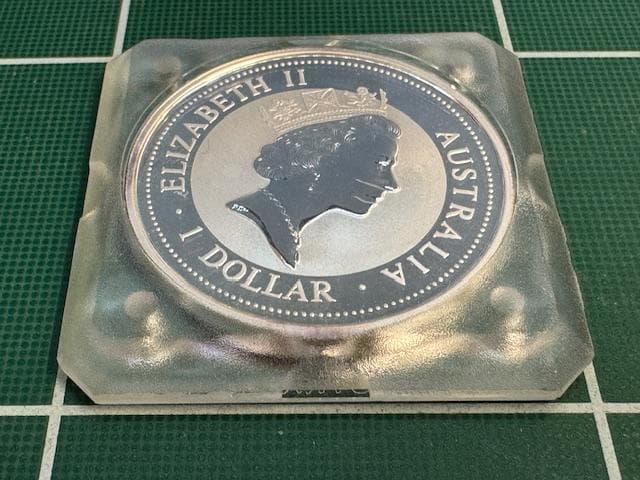 ELIZABETH II
AUSTRALIA
· 1 DOLLAR ·